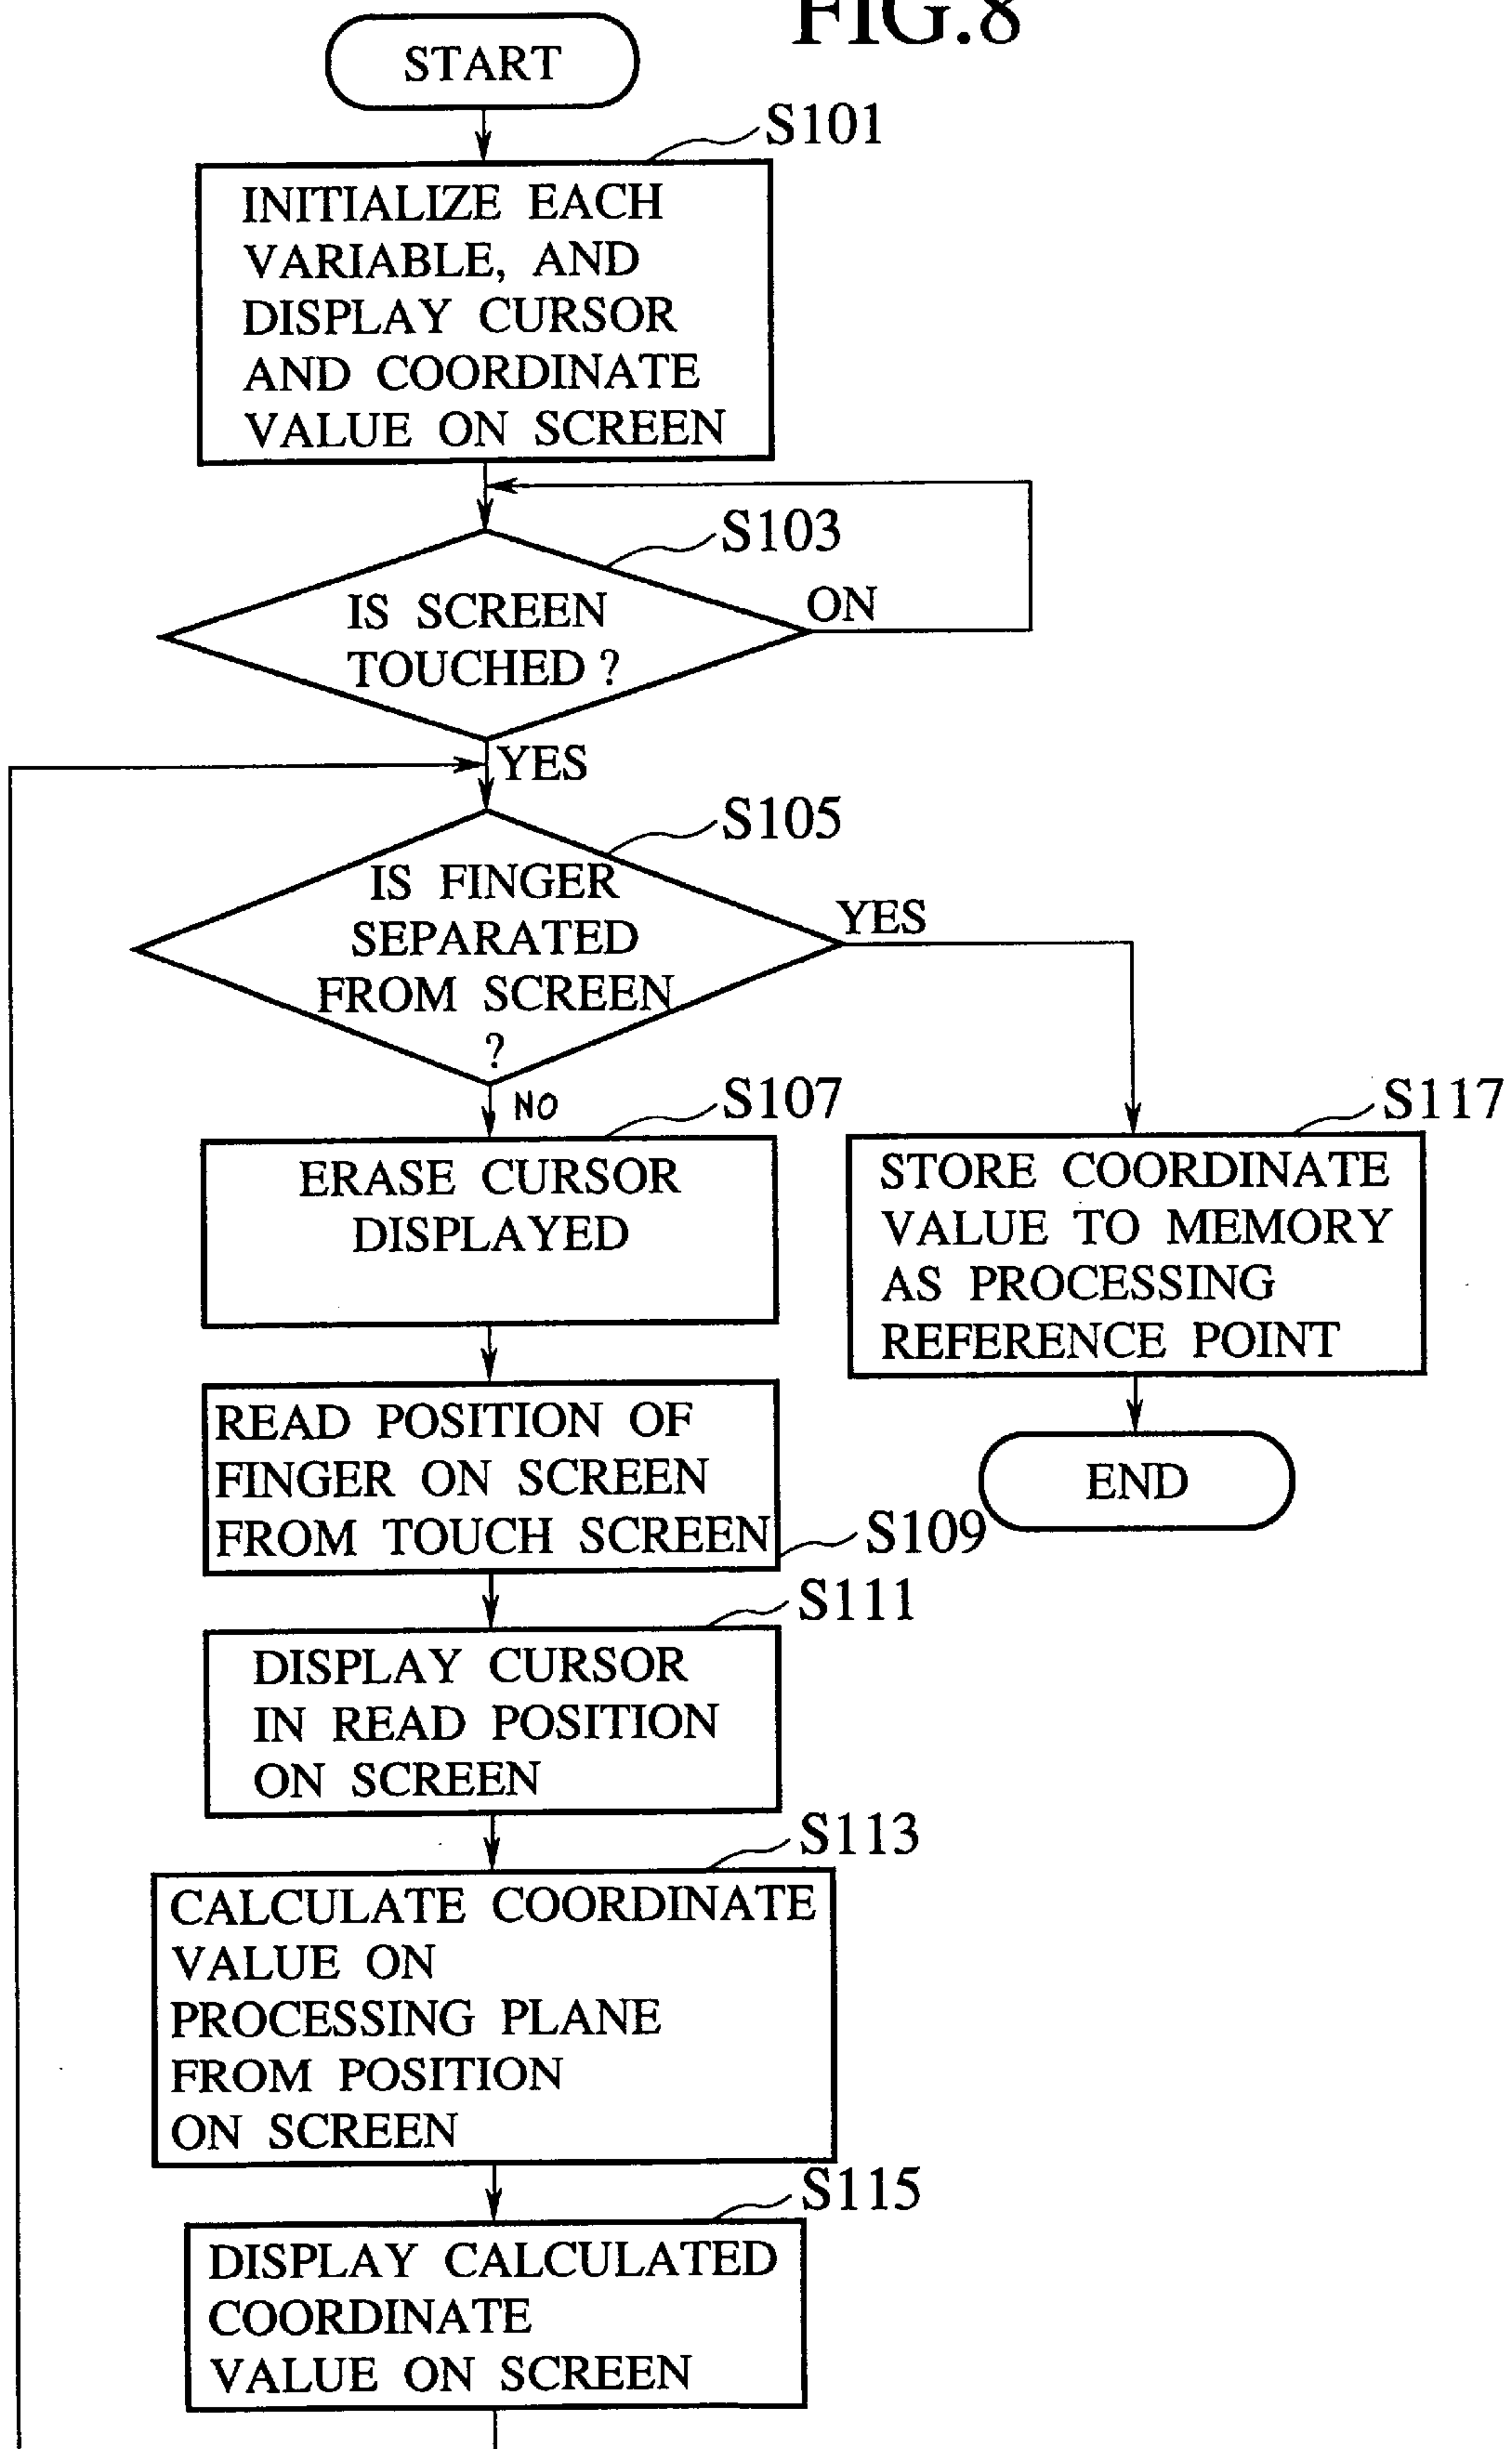 FIG.8
START
S101
INITIALIZE EACH
VARIABLE, AND
DISPLAY CURSOR
AND COORDINATE
VALUE ON SCREEN
S103
IS SCREEN
TOUCHED ?
ON
YES
S105
IS FINGER
SEPARATED
FROM SCREEN
?
YES
NO
S107
ERASE CURSOR
DISPLAYED
S117
STORE COORDINATE
VALUE TO MEMORY
AS PROCESSING
REFERENCE POINT
END
READ POSITION OF
FINGER ON SCREEN
FROM TOUCH SCREEN
S109
S111
DISPLAY CURSOR
IN READ POSITION
ON SCREEN
S113
CALCULATE COORDINATE
VALUE ON
PROCESSING PLANE
FROM POSITION
ON SCREEN
S115
DISPLAY CALCULATED
COORDINATE
VALUE ON SCREEN